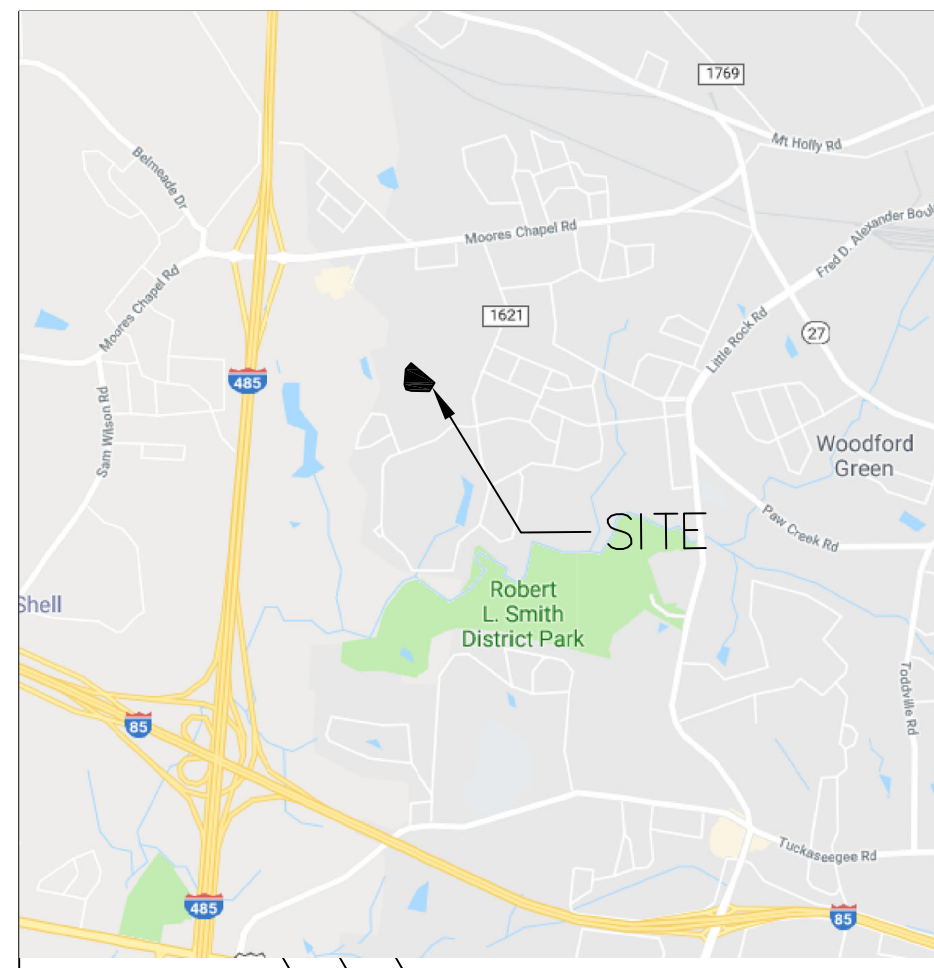 1769
Mt Holly Rd
Belmeade Dr
Moores Chapel Rd
Fred D. Alexander Boul
Moores Chapel Rd
1621
Little Rock Rd
27
485
Sam Wilson Rd
Woodford
Green
Paw Creek Rd
SITE
Shell
Robert
L. Smith
District Park
Toddville Rd
85
Tuckaseegee Rd
485
85